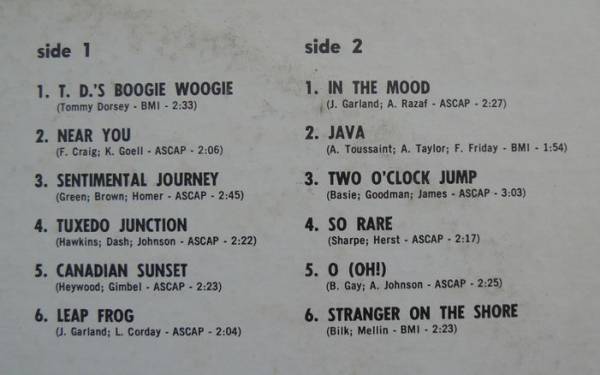 side 1
1. T. D.'S BOOGIE WOOGIE
(Tommy Dorsey - BMI - 2:33)
2. NEAR YOU
(F. Craig; K. Goell - ASCAP - 2:06)
3. SENTIMENTAL JOURNEY
(Green; Brown; Homer - ASCAP - 2:45)
4. TUXEDO JUNCTION
(Hawkins; Dash; Johnson - ASCAP - 2:22)
5. CANADIAN SUNSET
(Heywood; Gimbel - ASCAP - 2:23)
6. LEAP FROG
(J. Garland; L. Corday - ASCAP - 2:04)
side 2
1. IN THE MOOD
(J. Garland; A. Razaf - ASCAP - 2:27)
2. JAVA
(A. Toussaint; A. Taylor; F. Friday - BMI - 1:54)
3. TWO O'CLOCK JUMP
(Basie; Goodman; James - ASCAP - 3:03)
4. SO RARE
(Sharpe; Herst - ASCAP - 2:17)
5. O (OH!)
(B. Gay; A. Johnson - ASCAP - 2:25)
6. STRANGER ON THE SHORE
(Bilk; Mellin - BMI - 2:23)